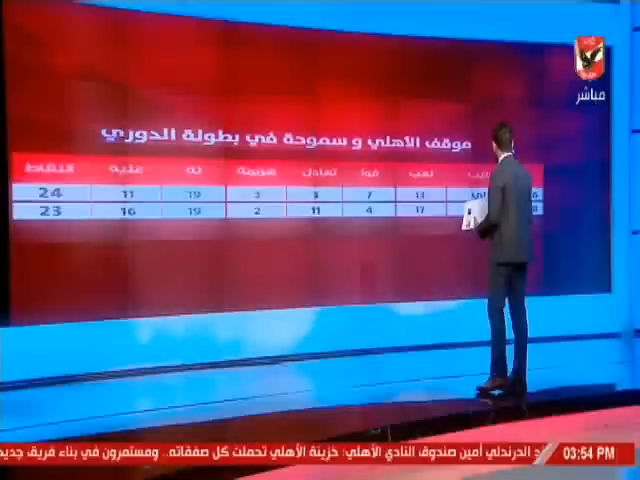 مباشر
موقف الأهلي و سموحة في بطولة الدوري
لعب فوز تعادل هزيمة له عليه النقاط
6 13 7 3 3 19 11 24
8 17 4 11 2 19 16 23
د الدرندلي أمين صندوق النادي الأهلي: خزينة الأهلي تحملت كل صفقاته.. ومستمرون في بناء فريق جديد
03:54 PM